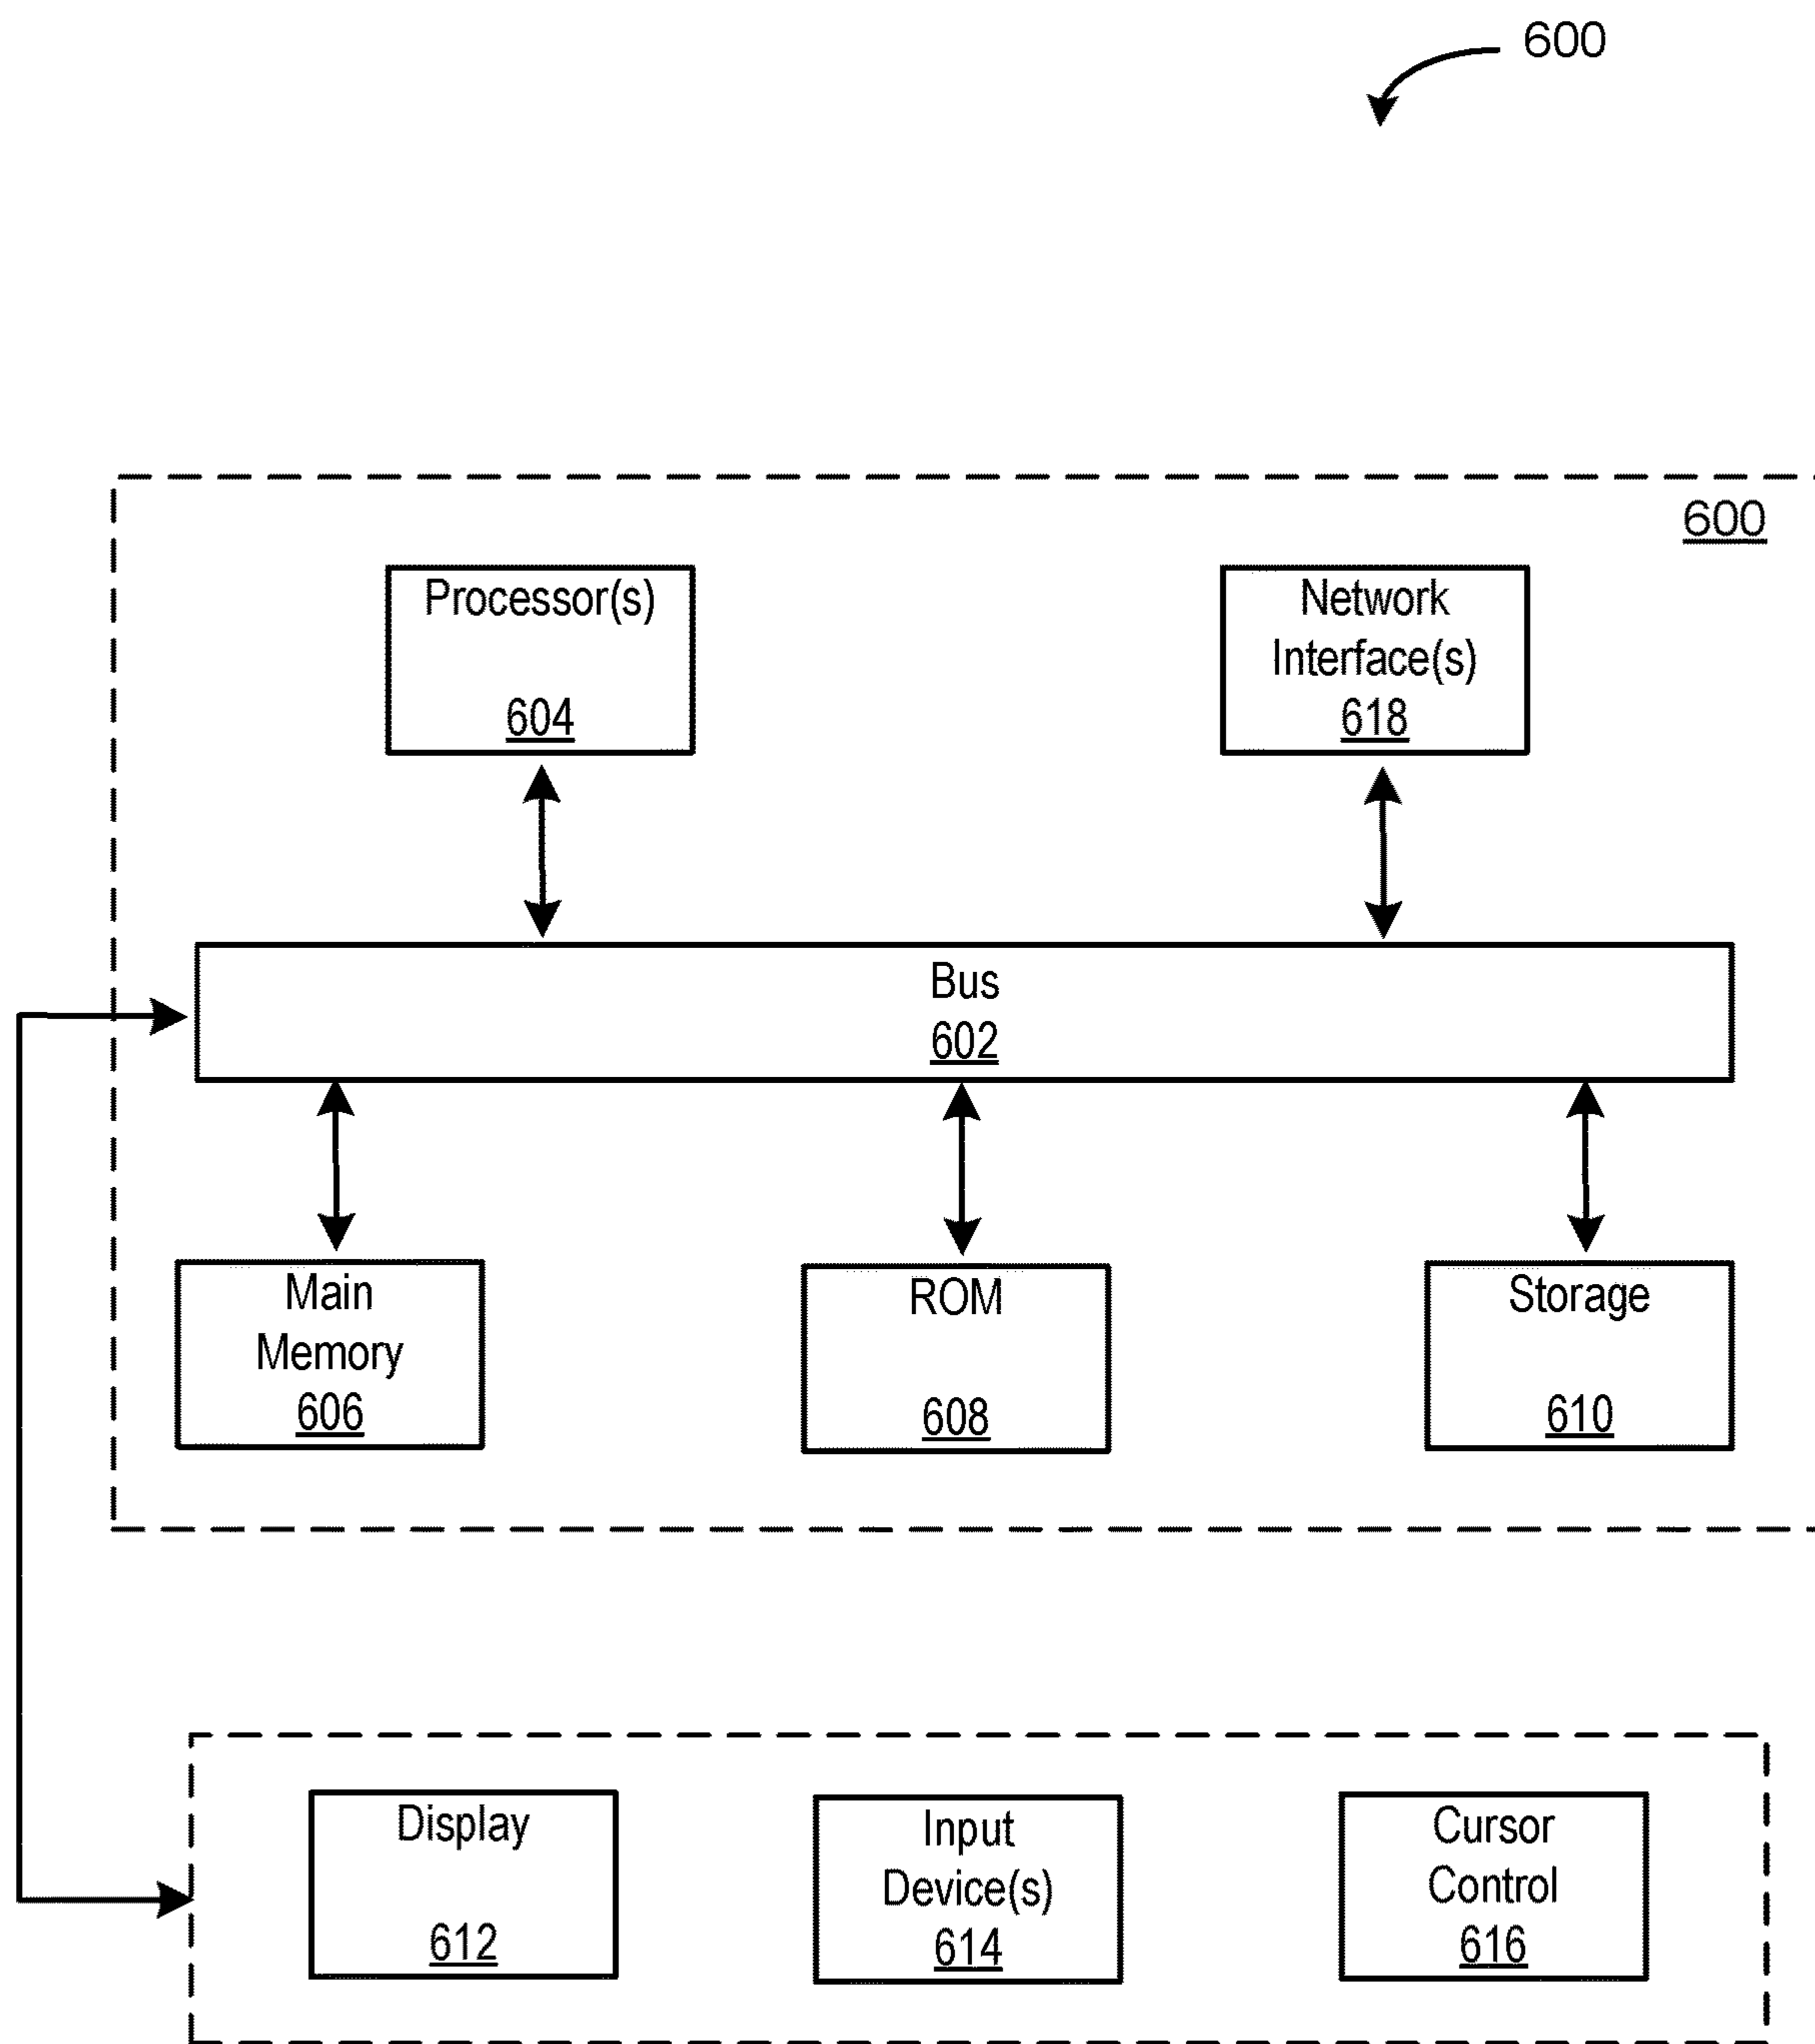 600
600
Processor(s)
604
Network
Interface(s)
618
Bus
602
Main
Memory
606
ROM
608
Storage
610
Display
612
Input
Device(s)
614
Cursor
Control
616